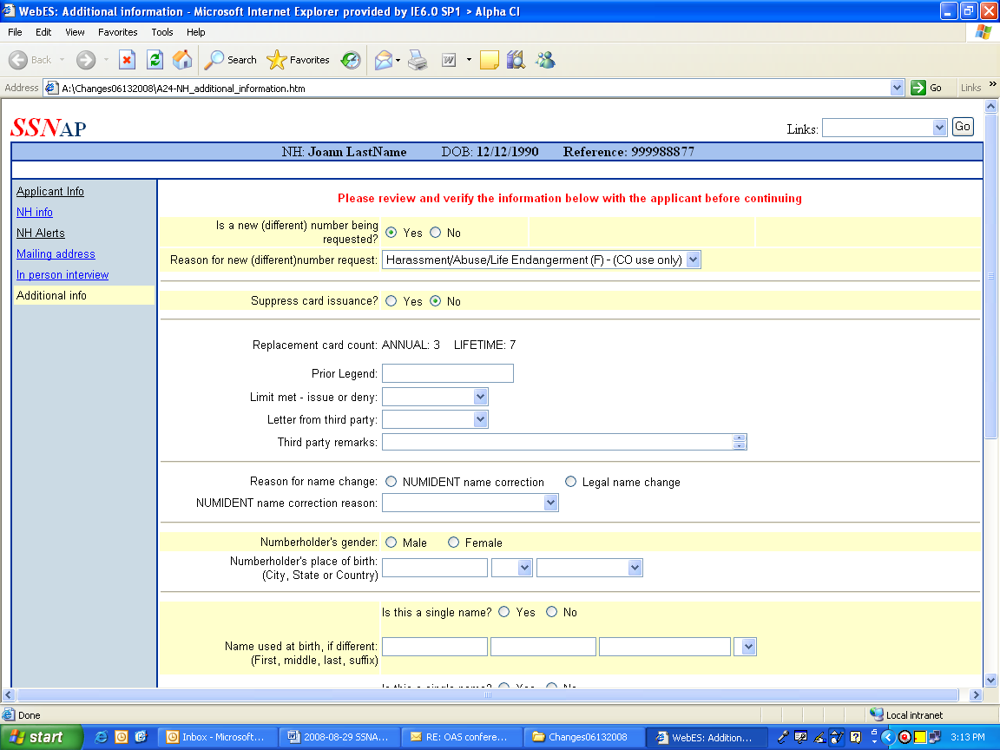 WebES: Additional information - Microsoft Internet Explorer provided by IE6.0 SP1 > Alpha CI
File Edit View Favorites Tools Help
Back Search Favorites
Address A:\Changes06132008\A24-NH_additional_information.htm Go Links »
SSNAP Links: Go
NH: Joann LastName DOB: 12/12/1990 Reference: 999988877
Applicant Info
NH info
NH Alerts
Mailing address
In person interview
Additional info
Please review and verify the information below with the applicant before continuing
Is a new (different) number being
requested? Yes No
Reason for new (different)number request: Harassment/Abuse/Life Endangerment (F) - (CO use only)
Suppress card issuance? Yes No
Replacement card count: ANNUAL: 3 LIFETIME: 7
Prior Legend:
Limit met - issue or deny:
Letter from third party:
Third party remarks:
Reason for name change: NUMIDENT name correction Legal name change
NUMIDENT name correction reason:
Numberholder's gender: Male Female
Numberholder's place of birth:
(City, State or Country)
Is this a single name? Yes No
Name used at birth, if different:
(First, middle, last, suffix)
Is this a single name? Yes No
Done Local intranet
start Inbox - Microsoft... 2008-08-29 SSNA... RE: OAS confere... Changes06132008 WebES: Addition... 3:13 PM